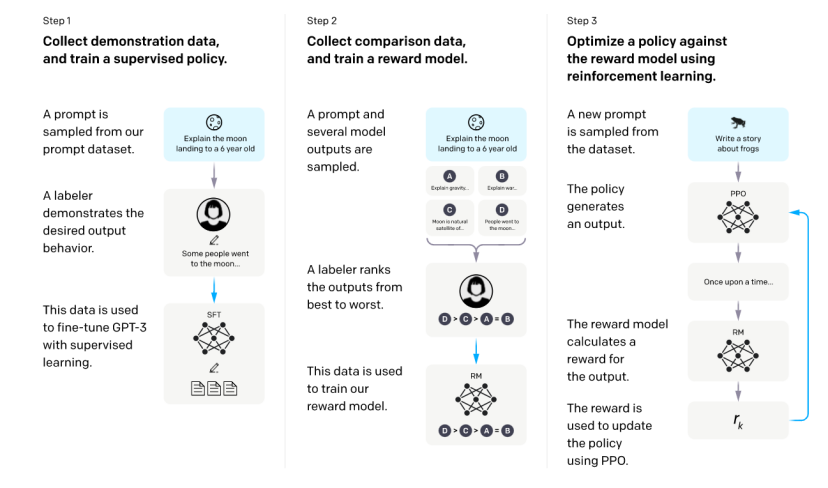 Step 1
Collect demonstration data,
and train a supervised policy.
A prompt is
sampled from our
prompt dataset.
Explain the moon
landing to a 6 year old
A labeler
demonstrates the
desired output
behavior.
Some people went
to the moon...
This data is used
to fine-tune GPT-3
with supervised
learning.
SFT
Step 2
Collect comparison data,
and train a reward model.
A prompt and
several model
outputs are
sampled.
Explain the moon
landing to a 6 year old
A
Explain gravity...
B
Explain war...
C
Moon is natural
satellite of...
D
People went to
the moon...
A labeler ranks
the outputs from
best to worst.
D > C > A = B
This data is used
to train our
reward model.
RM
D > C > A = B
Step 3
Optimize a policy against
the reward model using
reinforcement learning.
A new prompt
is sampled from
the dataset.
Write a story
about frogs
The policy
generates
an output.
PPO
Once upon a time...
The reward model
calculates a
reward for
the output.
RM
The reward is
used to update
the policy
using PPO.
r_k